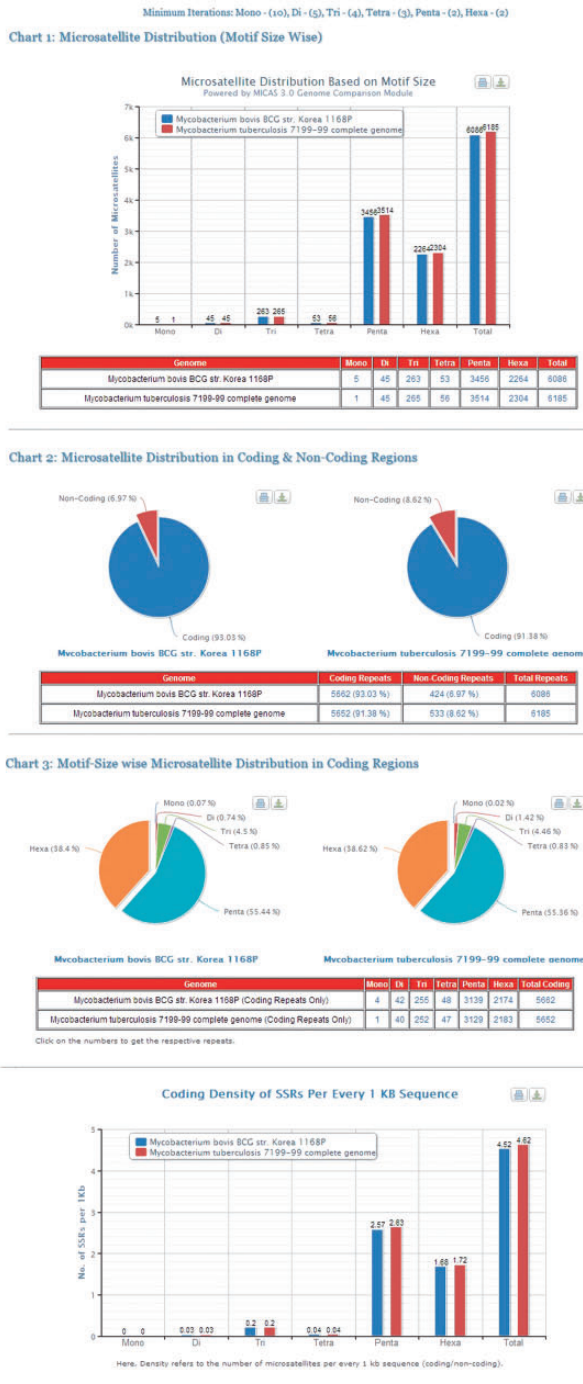 Minimum Iterations: Mono - (10), Di - (5), Tri - (4), Tetra - (3), Penta - (2), Hexa - (2)
Chart 1: Microsatellite Distribution (Motif Size Wise)
Microsatellite Distribution Based on Motif Size
Powered by MICAS 3.0 Genome Comparison Module
Mycobacterium bovis BCG str. Korea 1168P
Mycobacterium tuberculosis 7199-99 complete genome
Number of Microsatellites
7k
6k
5k
4k
3k
2k
1k
0k
5 1 45 45 263 265 53 56 3456 3514 2264 2304 6086 6185
Mono Di Tri Tetra Penta Hexa Total
Genome Mono Di Tri Tetra Penta Hexa Total
Mycobacterium bovis BCG str. Korea 1168P 5 45 263 53 3456 2264 6086
Mycobacterium tuberculosis 7199-99 complete genome 1 45 265 56 3514 2304 6185
Chart 2: Microsatellite Distribution in Coding & Non-Coding Regions
Non-Coding (6.97 %) Non-Coding (8.62 %)
Coding (93.03 %) Coding (91.38 %)
Mycobacterium bovis BCG str. Korea 1168P Mycobacterium tuberculosis 7199-99 complete genom
Genome Coding Repeats Non-Coding Repeats Total Repeats
Mycobacterium bovis BCG str. Korea 1168P 5662 (93.03 %) 424 (6.97 %) 6086
Mycobacterium tuberculosis 7199-99 complete genome 5652 (91.38 %) 533 (8.62 %) 6185
Chart 3: Motif-Size wise Microsatellite Distribution in Coding Regions
Mono (0.07 %) Mono (0.02 %)
Di (0.74 %) Di (1.42 %)
Tri (4.5 %) Tri (4.46 %)
Hexa (38.4 %) Tetra (0.85 %) Hexa (38.62 %) Tetra (0.83 %)
Penta (55.44 %) Penta (55.36 %)
Mycobacterium bovis BCG str. Korea 1168P Mycobacterium tuberculosis 7199-99 complete genome
Genome Mono Di Tri Tetra Penta Hexa Total Coding
Mycobacterium bovis BCG str. Korea 1168P (Coding Repeats Only) 4 42 255 48 3139 2174 5662
Mycobacterium tuberculosis 7199-99 complete genome (Coding Repeats Only) 1 40 252 47 3129 2183 5652
Click on the numbers to get the respective repeats.
Coding Density of SSRs Per Every 1 KB Sequence
Mycobacterium bovis BCG str. Korea 1168P
Mycobacterium tuberculosis 7199-99 complete genome
No. of SSRs per 1Kb
5
4
3
2
1
0
0 0 0.03 0.03 0.2 0.2 0.04 0.04 2.57 2.63 1.68 1.72 4.52 4.62
Mono Di Tri Tetra Penta Hexa Total
Here, Density refers to the number of microsatellites per every 1 kb sequence (coding/non-coding).